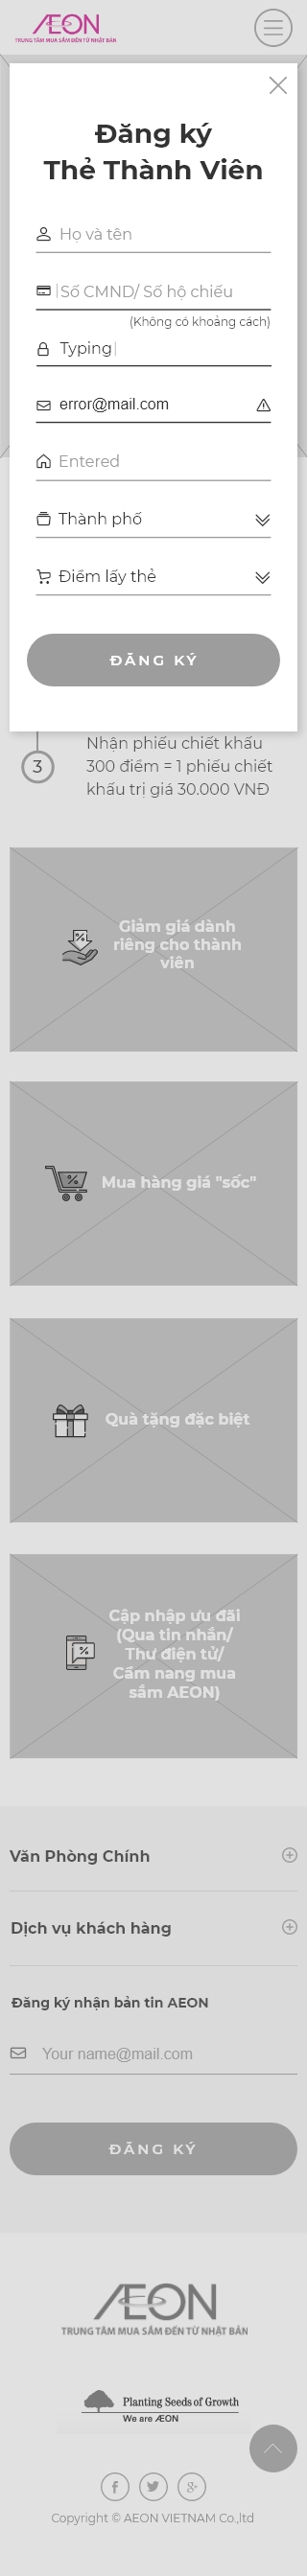 ÆON
TRUNG TÂM MUA SẮM ĐẾN TỪ NHẬT BẢN
Đăng ký
Thẻ Thành Viên
Họ và tên
Số CMND/ Số hộ chiếu
(Không có khoảng cách)
Typing
error@mail.com
Entered
Thành phố
Điểm lấy thẻ
ĐĂNG KÝ
3
Nhận phiếu chiết khấu
300 điểm = 1 phiếu chiết
khấu trị giá 30.000 VNĐ
Giảm giá dành
riêng cho thành
viên
Mua hàng giá "sốc"
Quà tặng đặc biệt
Cập nhập ưu đãi
(Qua tin nhắn/
Thư điện tử/
Cẩm nang mua
sắm AEON)
Văn Phòng Chính
Dịch vụ khách hàng
Đăng ký nhận bản tin AEON
Your name@mail.com
ĐĂNG KÝ
ÆON
TRUNG TÂM MUA SẮM ĐẾN TỪ NHẬT BẢN
Planting Seeds of Growth
We are ÆON
Copyright © AEON VIETNAM Co.,ltd